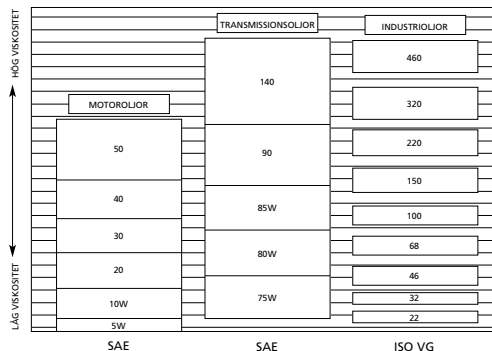 HÖG VISKOSITET
LÅG VISKOSITET
MOTOROLJOR
50
40
30
20
10W
5W
SAE
TRANSMISSIONSOLJOR
140
90
85W
80W
75W
SAE
INDUSTRIOLJOR
460
320
220
150
100
68
46
32
22
ISO VG